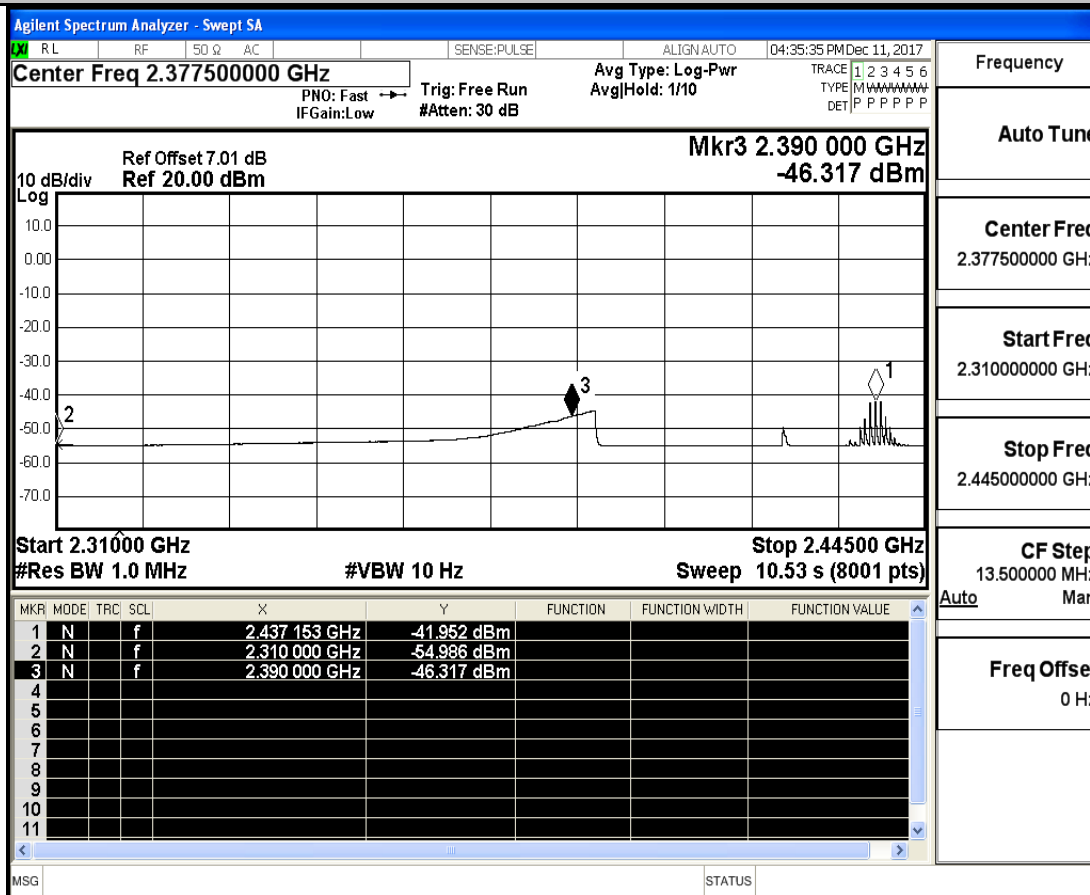 Agilent Spectrum Analyzer - Swept SA
LXI RL RF 50 Ω AC SENSE:PULSE ALIGN AUTO 04:35:35 PM Dec 11, 2017
Center Freq 2.377500000 GHz
PNO: Fast
IFGain:Low
Trig: Free Run
#Atten: 30 dB
Avg Type: Log-Pwr
Avg|Hold: 1/10
TRACE 1 2 3 4 5 6
TYPE M
DET P P P P P P
Ref Offset 7.01 dB
10 dB/div Ref 20.00 dBm
Log
Mkr3 2.390 000 GHz
-46.317 dBm
10.0
0.00
-10.0
-20.0
-30.0
-40.0
-50.0
-60.0
-70.0
2
3
1
Start 2.31000 GHz Stop 2.44500 GHz
#Res BW 1.0 MHz #VBW 10 Hz Sweep 10.53 s (8001 pts)
MKR MODE TRC SCL X Y FUNCTION FUNCTION WIDTH FUNCTION VALUE
1 N f 2.437 153 GHz -41.952 dBm
2 N f 2.310 000 GHz -54.986 dBm
3 N f 2.390 000 GHz -46.317 dBm
4
5
6
7
8
9
10
11
MSG STATUS
Frequency
Auto Tune
Center Freq
2.377500000 GHz
Start Freq
2.310000000 GHz
Stop Freq
2.445000000 GHz
CF Step
13.500000 MHz
Auto Man
Freq Offset
0 Hz